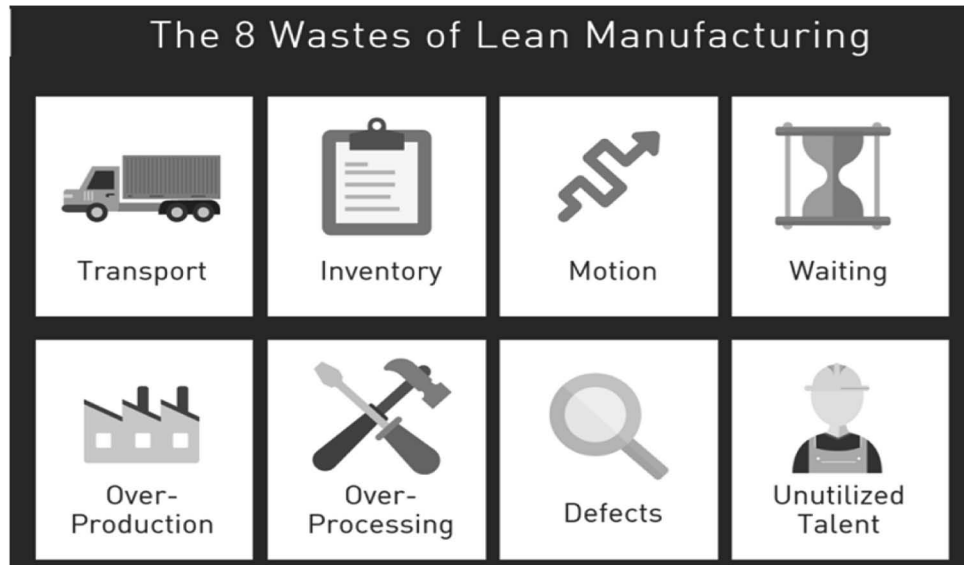 The 8 Wastes of Lean Manufacturing
Transport
Inventory
Motion
Waiting
Over-
Production
Over-
Processing
Defects
Unutilized
Talent